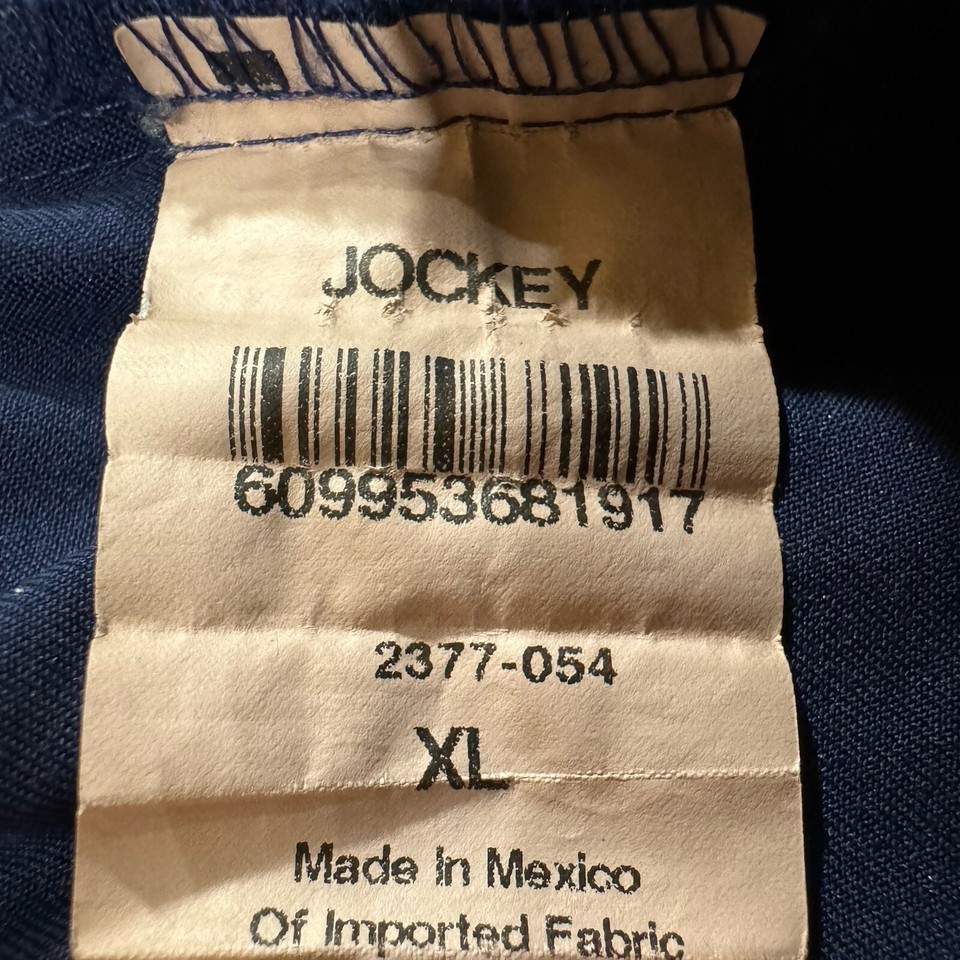 JOCKEY
609953681917
2377-054
XL
Made In Mexico
Of Imported Fabric